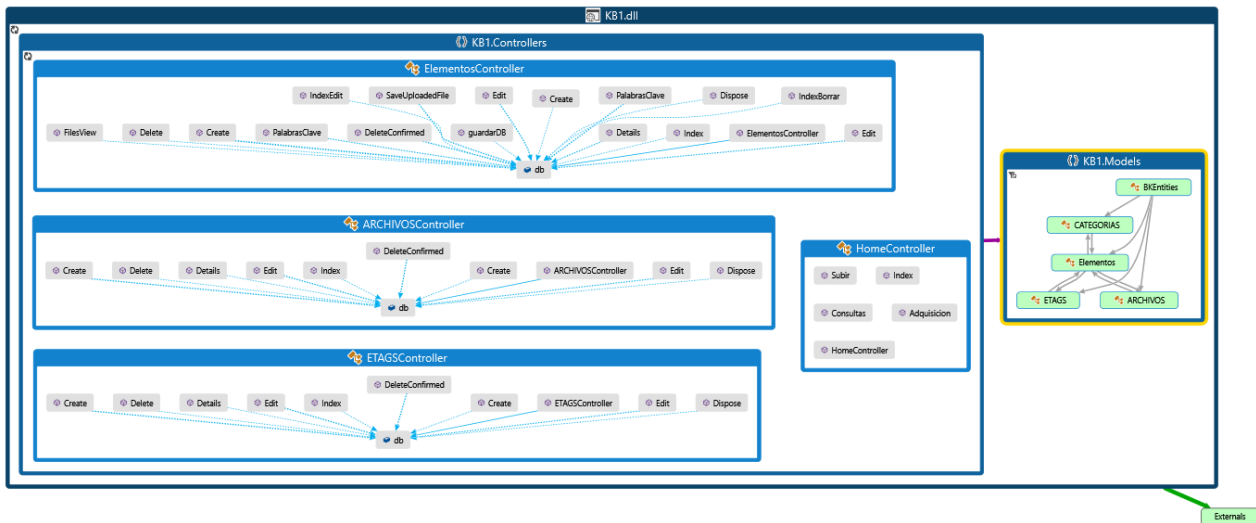 KB1.dll
KB1.Controllers
ElementosController
IndexEdit SaveUploadedFile Edit Create PalabrasClave Dispose IndexBorrar
FilesView Delete Create PalabrasClave DeleteConfirmed guardarDB Details Index ElementosController Edit
db
ARCHIVOSController
DeleteConfirmed
Create Delete Details Edit Index Create ARCHIVOSController Edit Dispose
db
ETAGSController
DeleteConfirmed
Create Delete Details Edit Index Create ETAGSController Edit Dispose
db
HomeController
Subir Index
Consultas Adquisicion
HomeController
KB1.Models
BKEntities
CATEGORIAS
Elementos
ETAGS ARCHIVOS
Externals